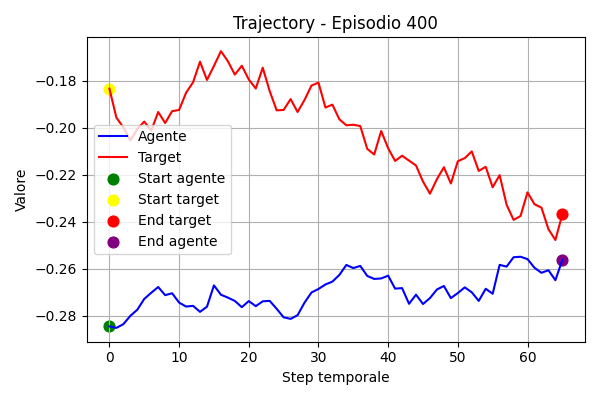 Trajectory - Episodio 400
Valore
−0.18
−0.20
−0.22
−0.24
−0.26
−0.28
Agente
Target
Start agente
Start target
End target
End agente
0 10 20 30 40 50 60
Step temporale